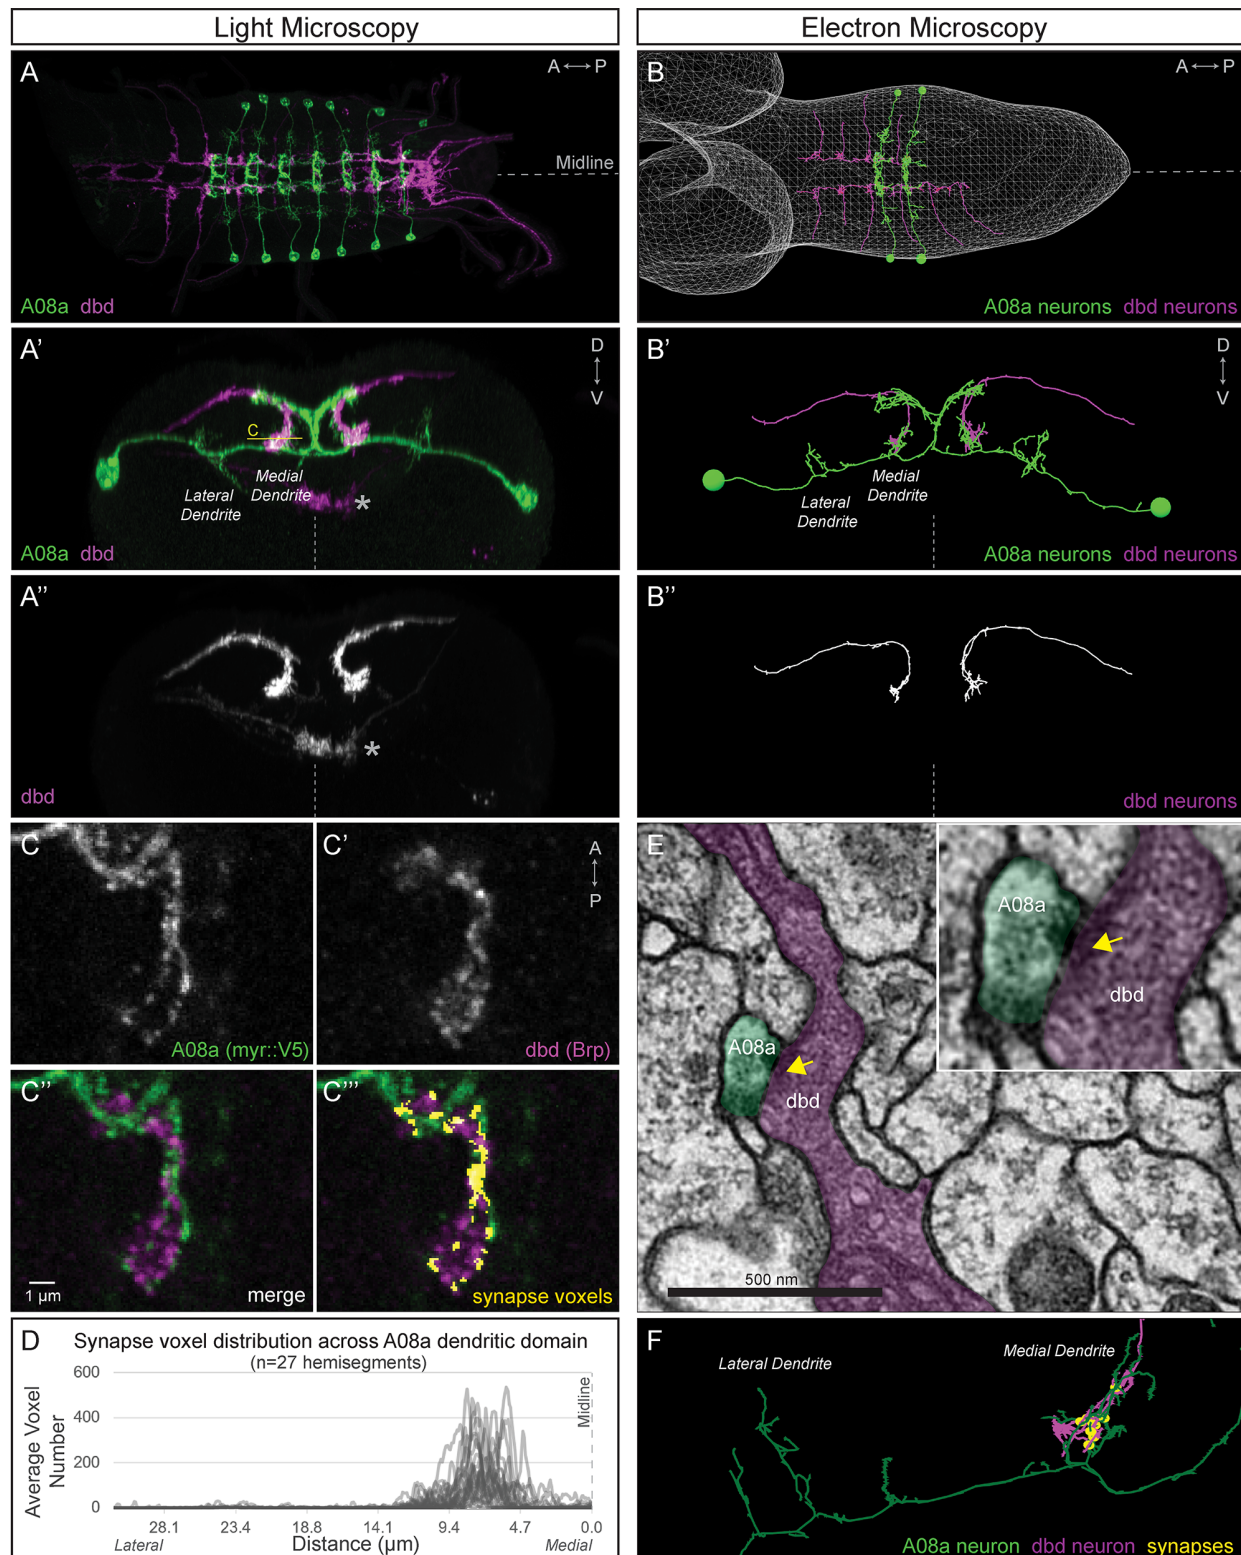 Light Microscopy
Electron Microscopy
A
A ⟷ P
Midline
A08a dbd
B
A ⟷ P
A08a neurons dbd neurons
A'
D
V
C
Medial
Dendrite
Lateral
Dendrite
*
A08a dbd
B'
D
V
Medial
Dendrite
Lateral
Dendrite
A08a neurons dbd neurons
A''
*
dbd
B''
dbd neurons
C
A08a (myr::V5)
C'
A
P
dbd (Brp)
C''
1 µm
merge
C'''
synapse voxels
E
A08a
dbd
A08a
dbd
500 nm
D
Synapse voxel distribution across A08a dendritic domain
(n=27 hemisegments)
Average Voxel
Number
600
400
200
0
Midline
28.1 23.4 18.8 14.1 9.4 4.7 0.0
Lateral Distance (µm) Medial
F
Lateral Dendrite
Medial Dendrite
A08a neuron dbd neuron synapses